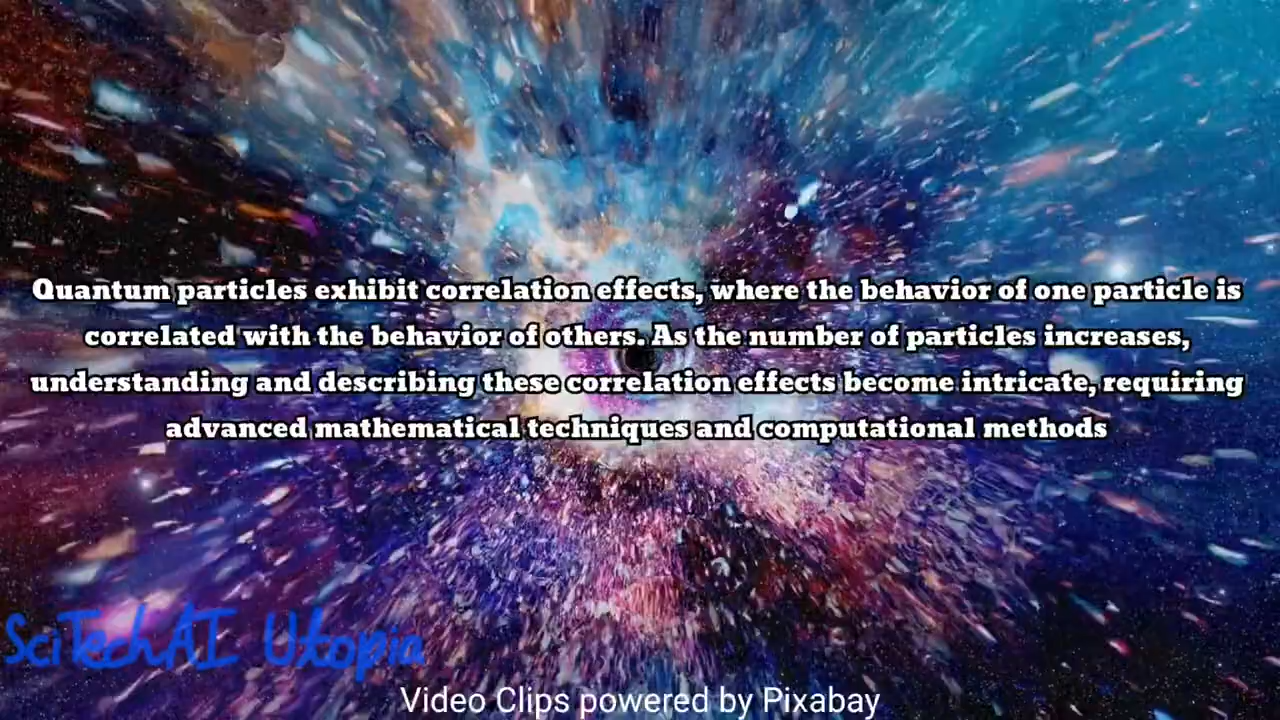 Quantum particles exhibit correlation effects, where the behavior of one particle is
correlated with the behavior of others. As the number of particles increases,
understanding and describing these correlation effects become intricate, requiring
advanced mathematical techniques and computational methods
SciTechAI Utopia
Video Clips powered by Pixabay